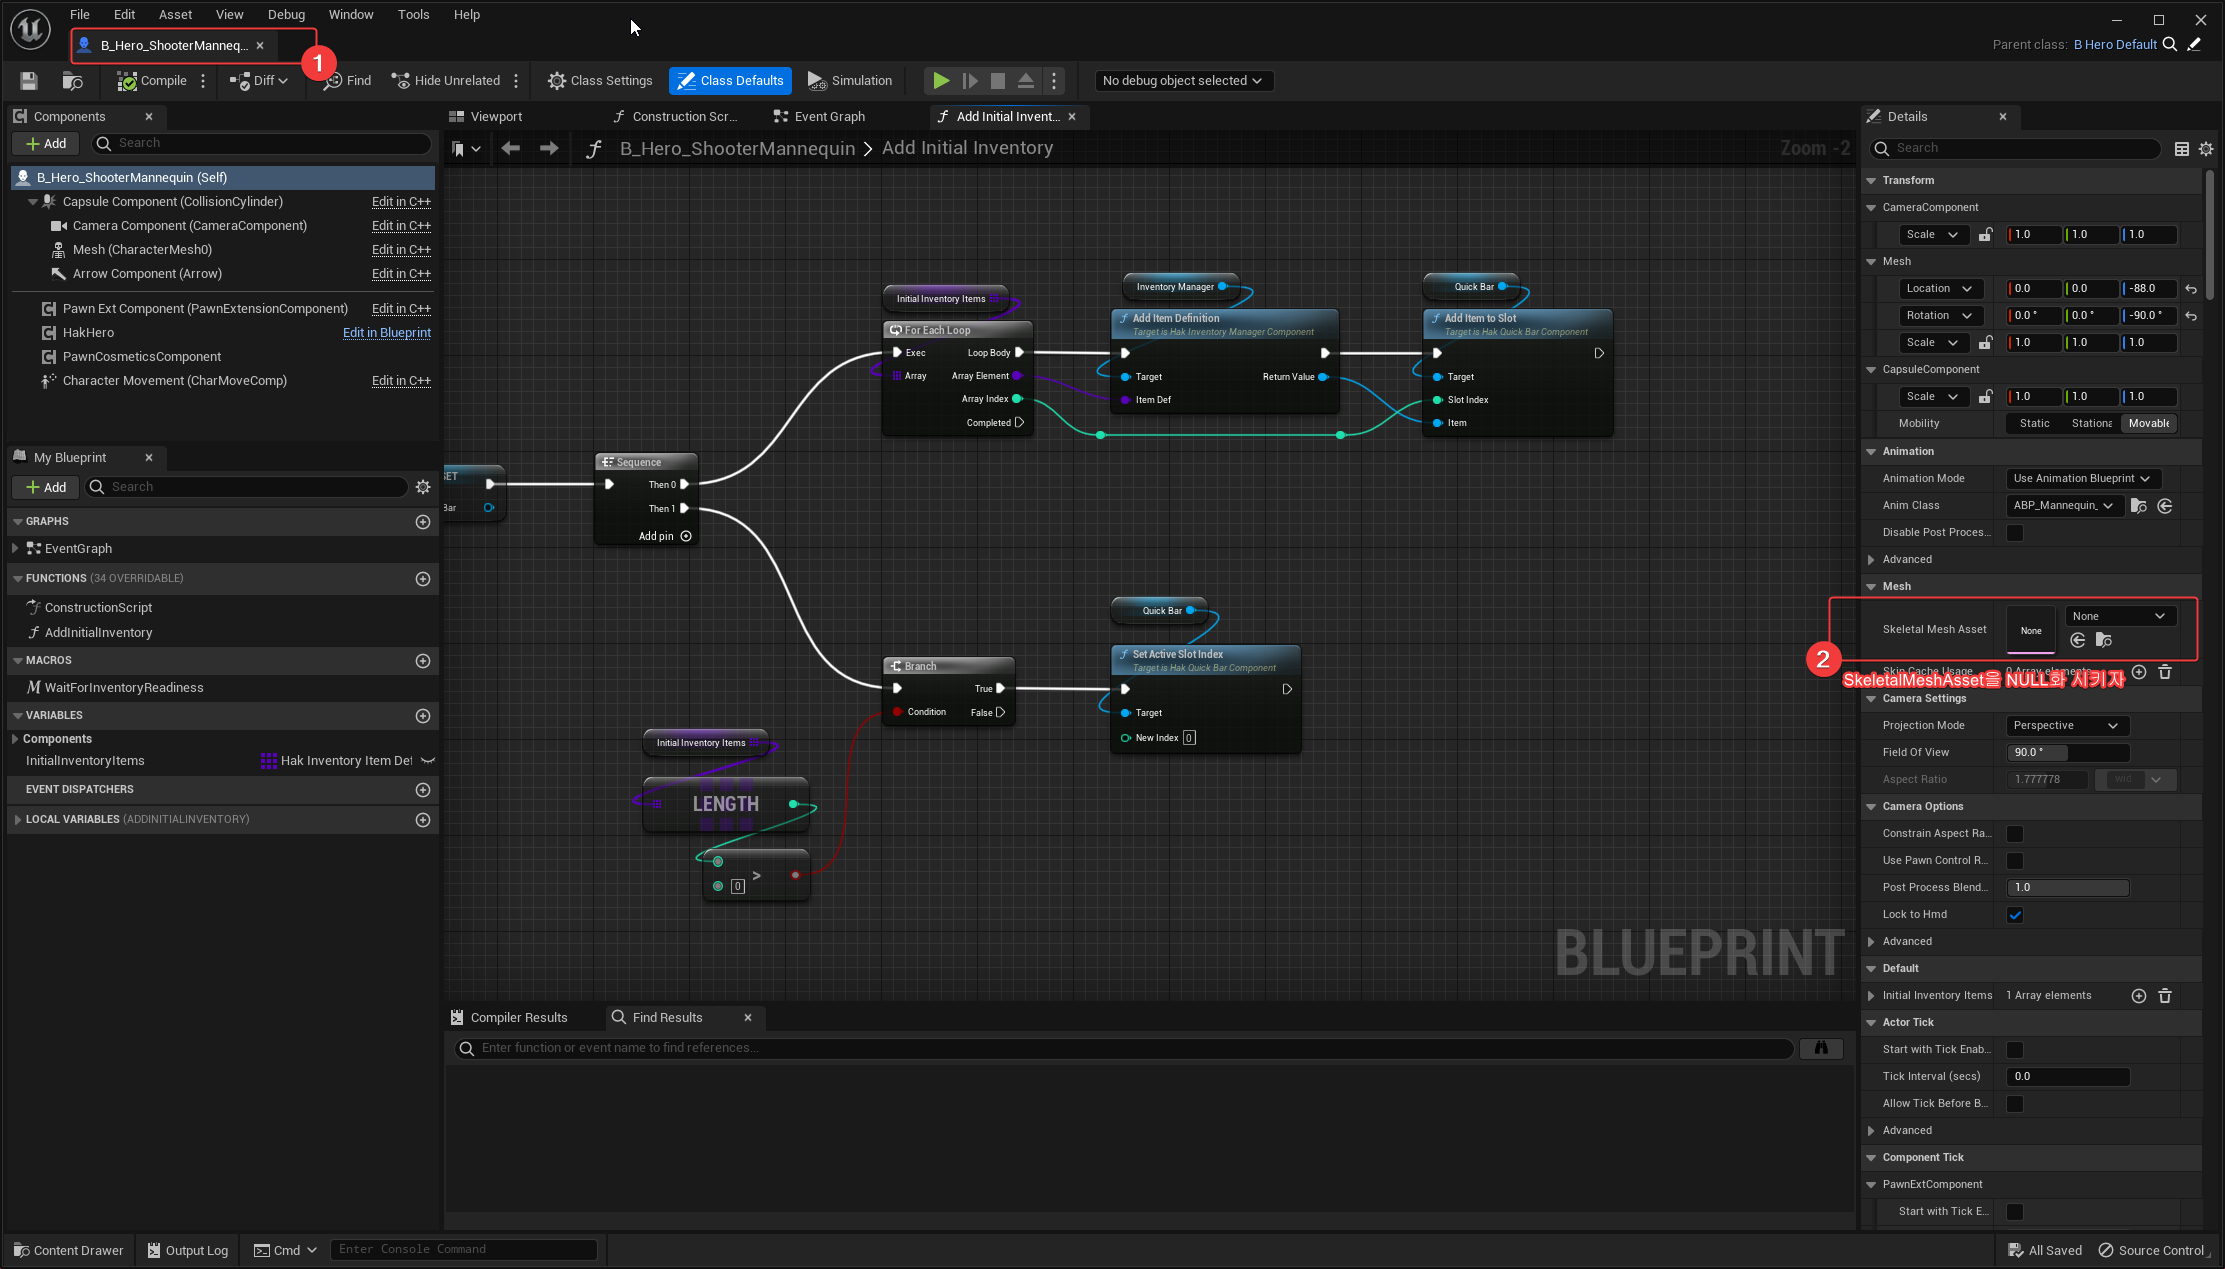 File Edit Asset View Debug Window Tools Help
B_Hero_ShooterManneq...
1
Parent class: B Hero Default
Compile Diff Find Hide Unrelated Class Settings Class Defaults Simulation No debug object selected
Components
Add Search
B_Hero_ShooterMannequin (Self)
Capsule Component (CollisionCylinder) Edit in C++
Camera Component (CameraComponent) Edit in C++
Mesh (CharacterMesh0) Edit in C++
Arrow Component (Arrow) Edit in C++
Pawn Ext Component (PawnExtensionComponent) Edit in C++
HakHero Edit in Blueprint
PawnCosmeticsComponent
Character Movement (CharMoveComp) Edit in C++
My Blueprint
Add Search
GRAPHS
EventGraph
FUNCTIONS (34 OVERRIDABLE)
ConstructionScript
AddInitialInventory
MACROS
WaitForInventoryReadiness
VARIABLES
Components
InitialInventoryItems Hak Inventory Item Def
EVENT DISPATCHERS
LOCAL VARIABLES (ADDINITIALINVENTORY)
Viewport Construction Scr... Event Graph Add Initial Invent...
B_Hero_ShooterMannequin > Add Initial Inventory Zoom -2
SET
Bar
Sequence
Then 0
Then 1
Add pin
Initial Inventory Items
For Each Loop
Exec Loop Body
Array Array Element
Array Index
Completed
Inventory Manager
Add Item Definition
Target is Hak Inventory Manager Component
Target Return Value
Item Def
Quick Bar
Add Item to Slot
Target is Hak Quick Bar Component
Target
Slot Index
Item
Branch
True
Condition False
Quick Bar
Set Active Slot Index
Target is Hak Quick Bar Component
Target
New Index 0
Initial Inventory Items
LENGTH
0 >
BLUEPRINT
Compiler Results Find Results
Enter function or event name to find references...
Details
Search
Transform
CameraComponent
Scale 1.0 1.0 1.0
Mesh
Location 0.0 0.0 -88.0
Rotation 0.0 ° 0.0 ° -90.0 °
Scale 1.0 1.0 1.0
CapsuleComponent
Scale 1.0 1.0 1.0
Mobility Static Stationa Movable
Animation
Animation Mode Use Animation Blueprint
Anim Class ABP_Mannequin_
Disable Post Proces...
Advanced
Mesh
Skeletal Mesh Asset None None
2
Skin Cache Usage 0 Array elements
SkeletalMeshAsset을 NULL화 시키자
Camera Settings
Projection Mode Perspective
Field Of View 90.0 °
Aspect Ratio 1.777778 wid
Camera Options
Constrain Aspect Ra...
Use Pawn Control R...
Post Process Blend... 1.0
Lock to Hmd
Advanced
Default
Initial Inventory Items 1 Array elements
Actor Tick
Start with Tick Enab...
Tick Interval (secs) 0.0
Allow Tick Before B...
Advanced
Component Tick
PawnExtComponent
Start with Tick E...
Content Drawer Output Log Cmd Enter Console Command All Saved Source Control